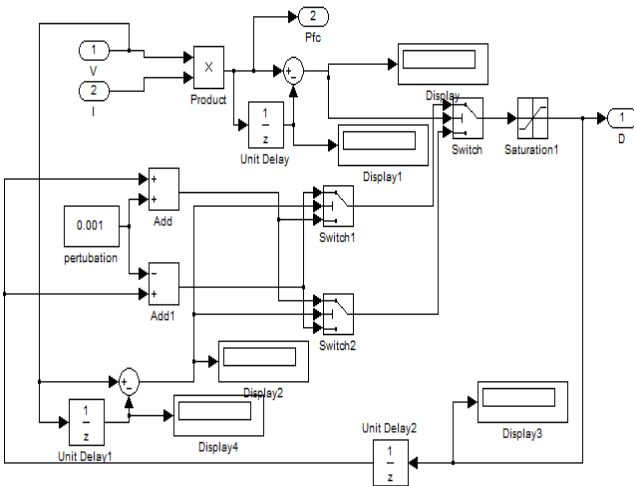 2
Pfc
1
V
2
I
X
Product
+
-
Display
1
z
Unit Delay
Display1
Switch
Saturation1
1
D
+
+
Add
0.001
pertubation
-
+
Add1
Switch1
Switch2
+
-
Display2
1
z
Unit Delay1
Display4
Unit Delay2
1
z
Display3